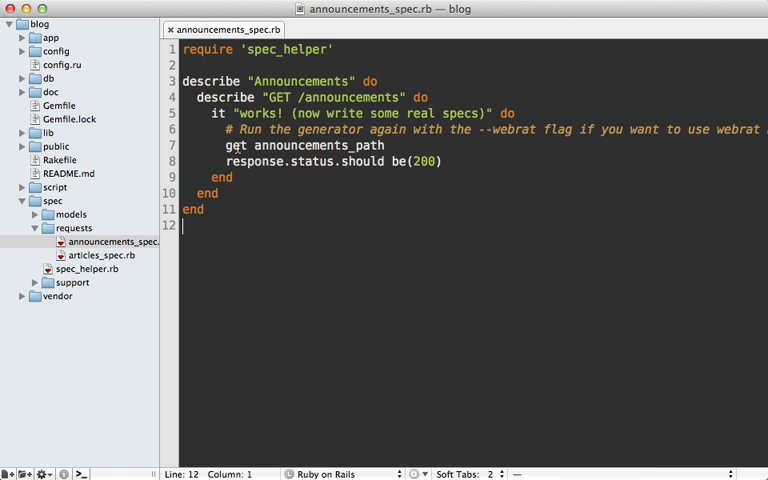 announcements_spec.rb — blog
blog
app
config
config.ru
db
doc
Gemfile
Gemfile.lock
lib
public
Rakefile
README.md
script
spec
models
requests
announcements_spec.
articles_spec.rb
spec_helper.rb
support
vendor
announcements_spec.rb
1 require 'spec_helper'
2
3 describe "Announcements" do
4 describe "GET /announcements" do
5 it "works! (now write some real specs)" do
6 # Run the generator again with the --webrat flag if you want to use webrat
7 get announcements_path
8 response.status.should be(200)
9 end
10 end
11 end
12
Line: 12 Column: 1 Ruby on Rails Soft Tabs: 2 —